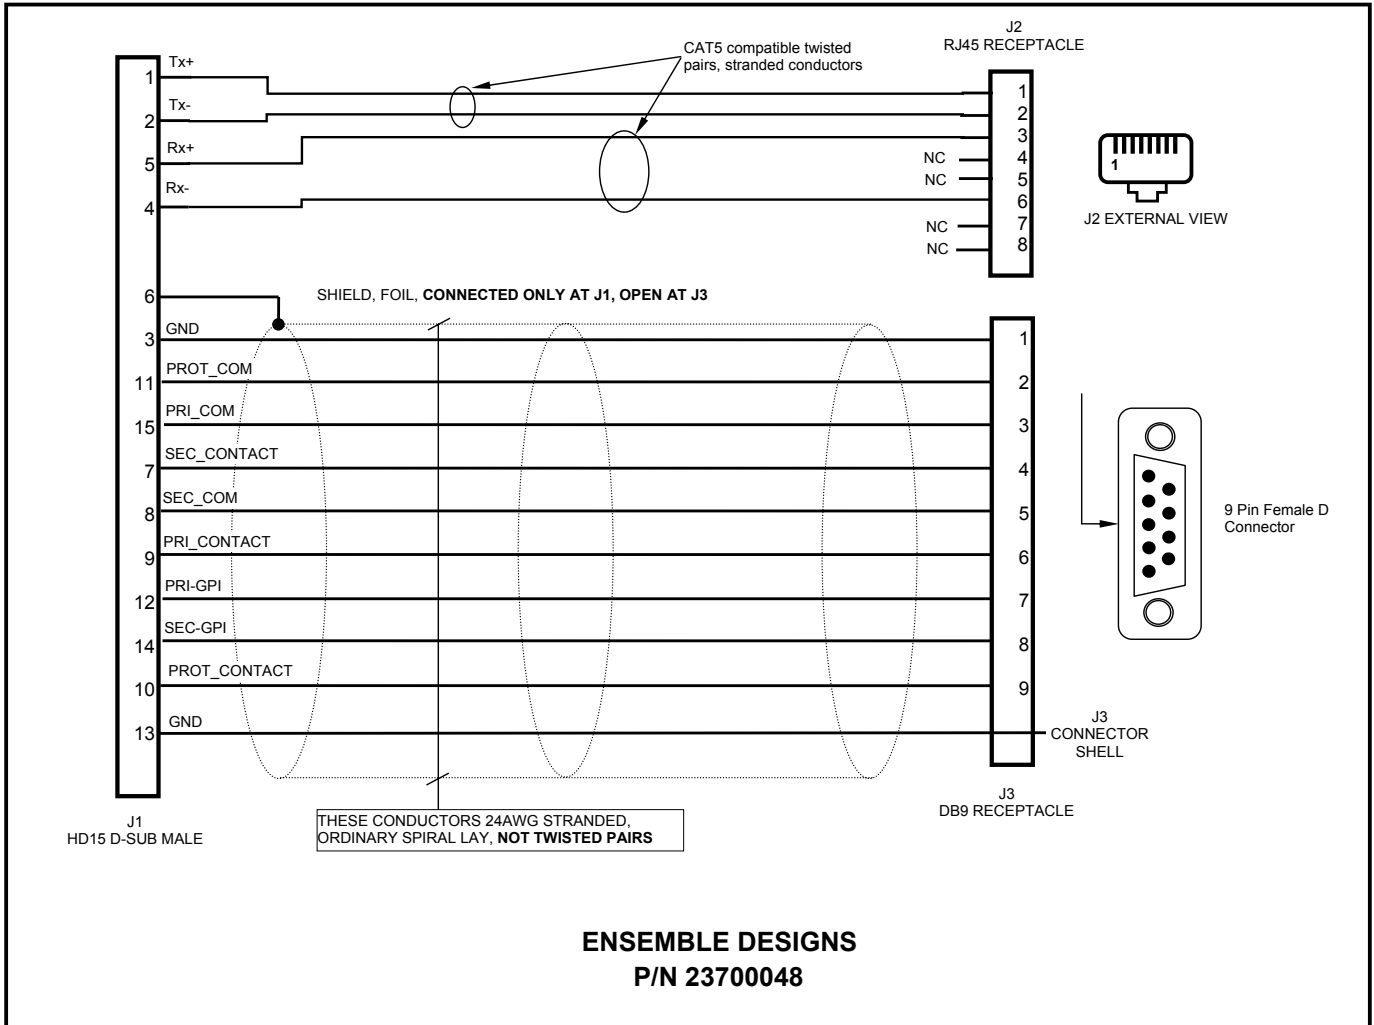 J2
RJ45 RECEPTACLE
CAT5 compatible twisted
pairs, stranded conductors
Tx+
1
Tx-
2
Rx+
5
Rx-
4
1
2
3
NC 4
NC 5
6
NC 7
NC 8
1
J2 EXTERNAL VIEW
6
SHIELD, FOIL, CONNECTED ONLY AT J1, OPEN AT J3
3 GND 1
11 PROT_COM 2
15 PRI_COM 3
7 SEC_CONTACT 4
8 SEC_COM 5
9 PRI_CONTACT 6
12 PRI-GPI 7
14 SEC-GPI 8
10 PROT_CONTACT 9
13 GND
9 Pin Female D
Connector
J3
CONNECTOR
SHELL
J3
DB9 RECEPTACLE
J1
HD15 D-SUB MALE
THESE CONDUCTORS 24AWG STRANDED,
ORDINARY SPIRAL LAY, NOT TWISTED PAIRS
ENSEMBLE DESIGNS
P/N 23700048